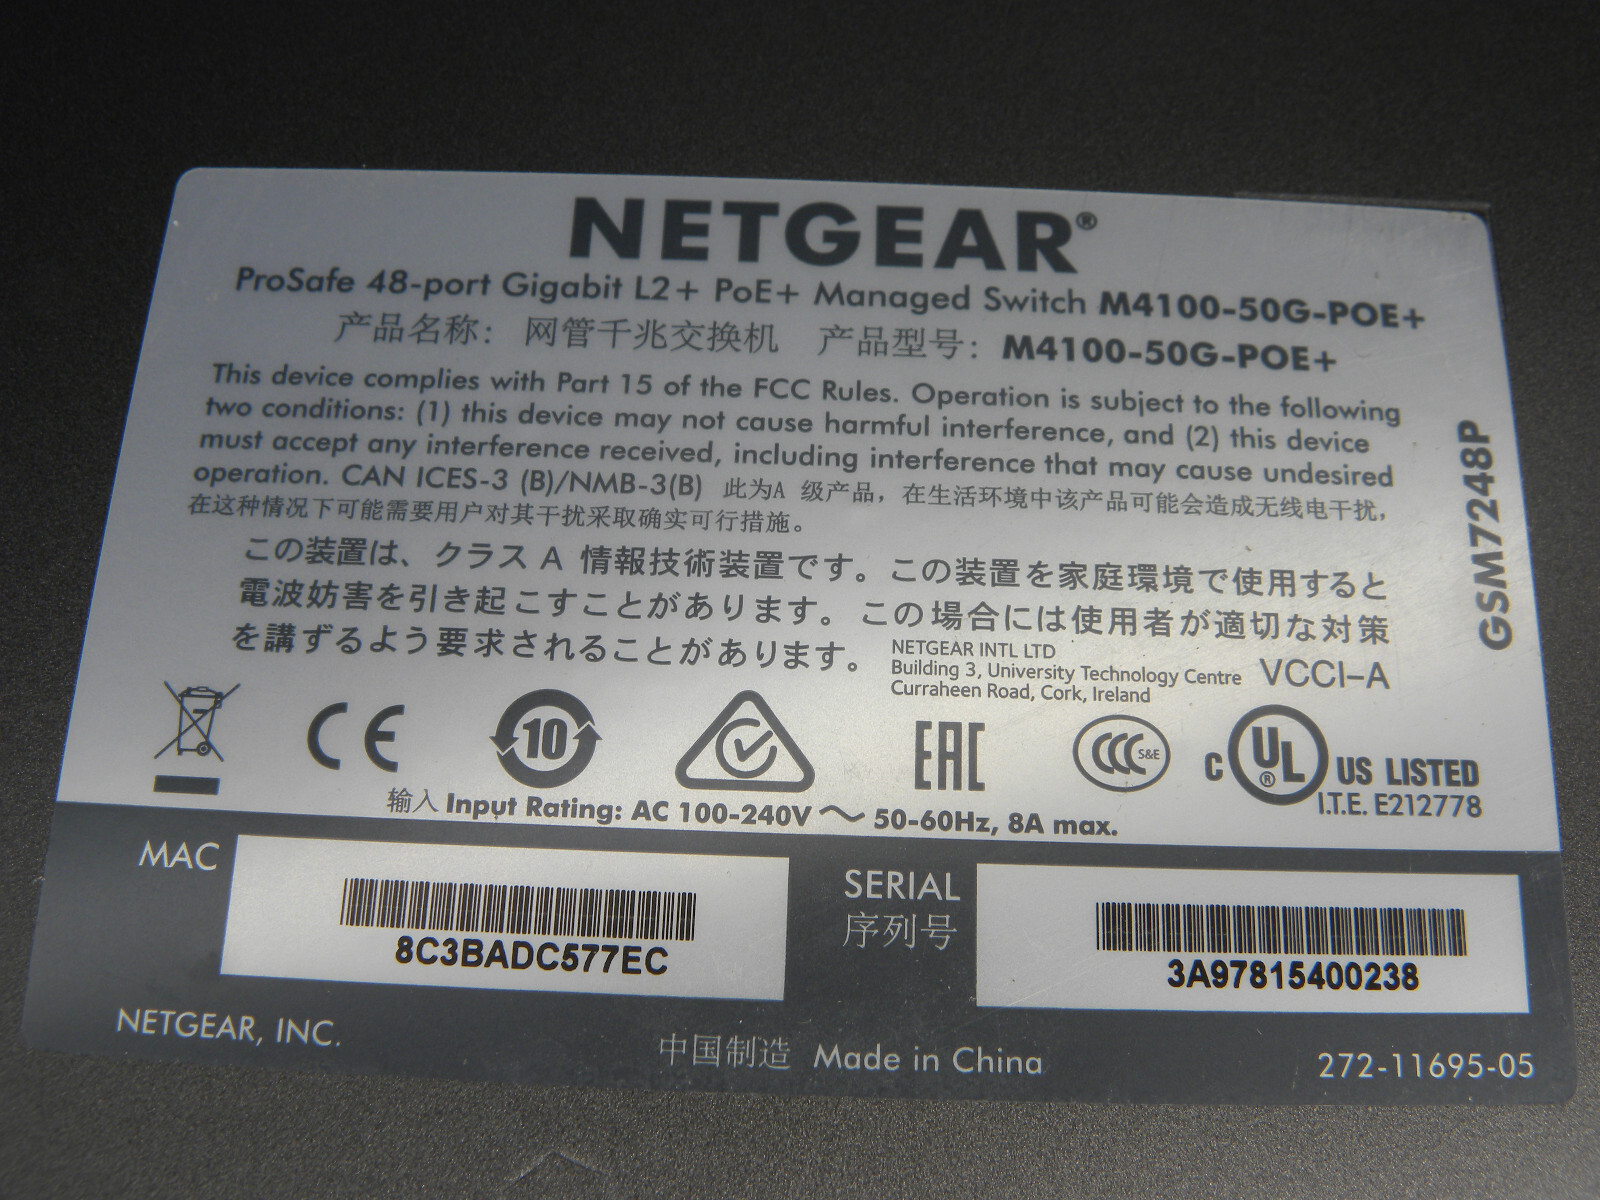 NETGEAR®
ProSafe 48-port Gigabit L2+ PoE+ Managed Switch M4100-50G-POE+
产品名称： 网管千兆交换机 产品型号：M4100-50G-POE+
This device complies with Part 15 of the FCC Rules. Operation is subject to the following
two conditions: (1) this device may not cause harmful interference, and (2) this device
must accept any interference received, including interference that may cause undesired
operation. CAN ICES-3 (B)/NMB-3(B) 此为A 级产品，在生活环境中该产品可能会造成无线电干扰，
在这种情况下可能需要用户对其干扰采取确实可行措施。
この装置は、クラス A 情報技術装置です。この装置を家庭環境で使用すると
電波妨害を引き起こすことがあります。この場合には使用者が適切な対策
を講ずるよう要求されることがあります。
NETGEAR INTL LTD
Building 3, University Technology Centre
Curraheen Road, Cork, Ireland
VCCI-A
GSM7248P
CE
10
EAC
CCC S&E
c UL® US LISTED
I.T.E. E212778
输入 Input Rating: AC 100-240V ～ 50-60Hz, 8A max.
MAC
8C3BADC577EC
SERIAL
序列号
3A97815400238
NETGEAR, INC.
中国制造 Made in China
272-11695-05